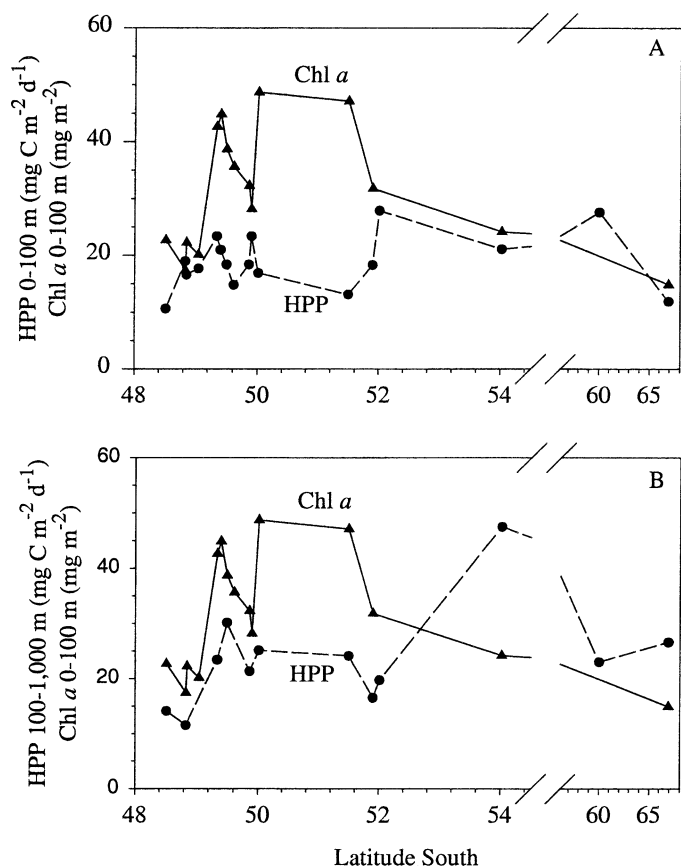 HPP 0-100 m (mg C m-2 d-1)
Chl a 0-100 m (mg m-2)
60
40
20
0
A
Chl a
HPP
48
50
52
54
60
65
HPP 100-1,000 m (mg C m-2 d-1)
Chl a 0-100 m (mg m-2)
60
40
20
0
B
Chl a
HPP
48
50
52
54
60
65
Latitude South